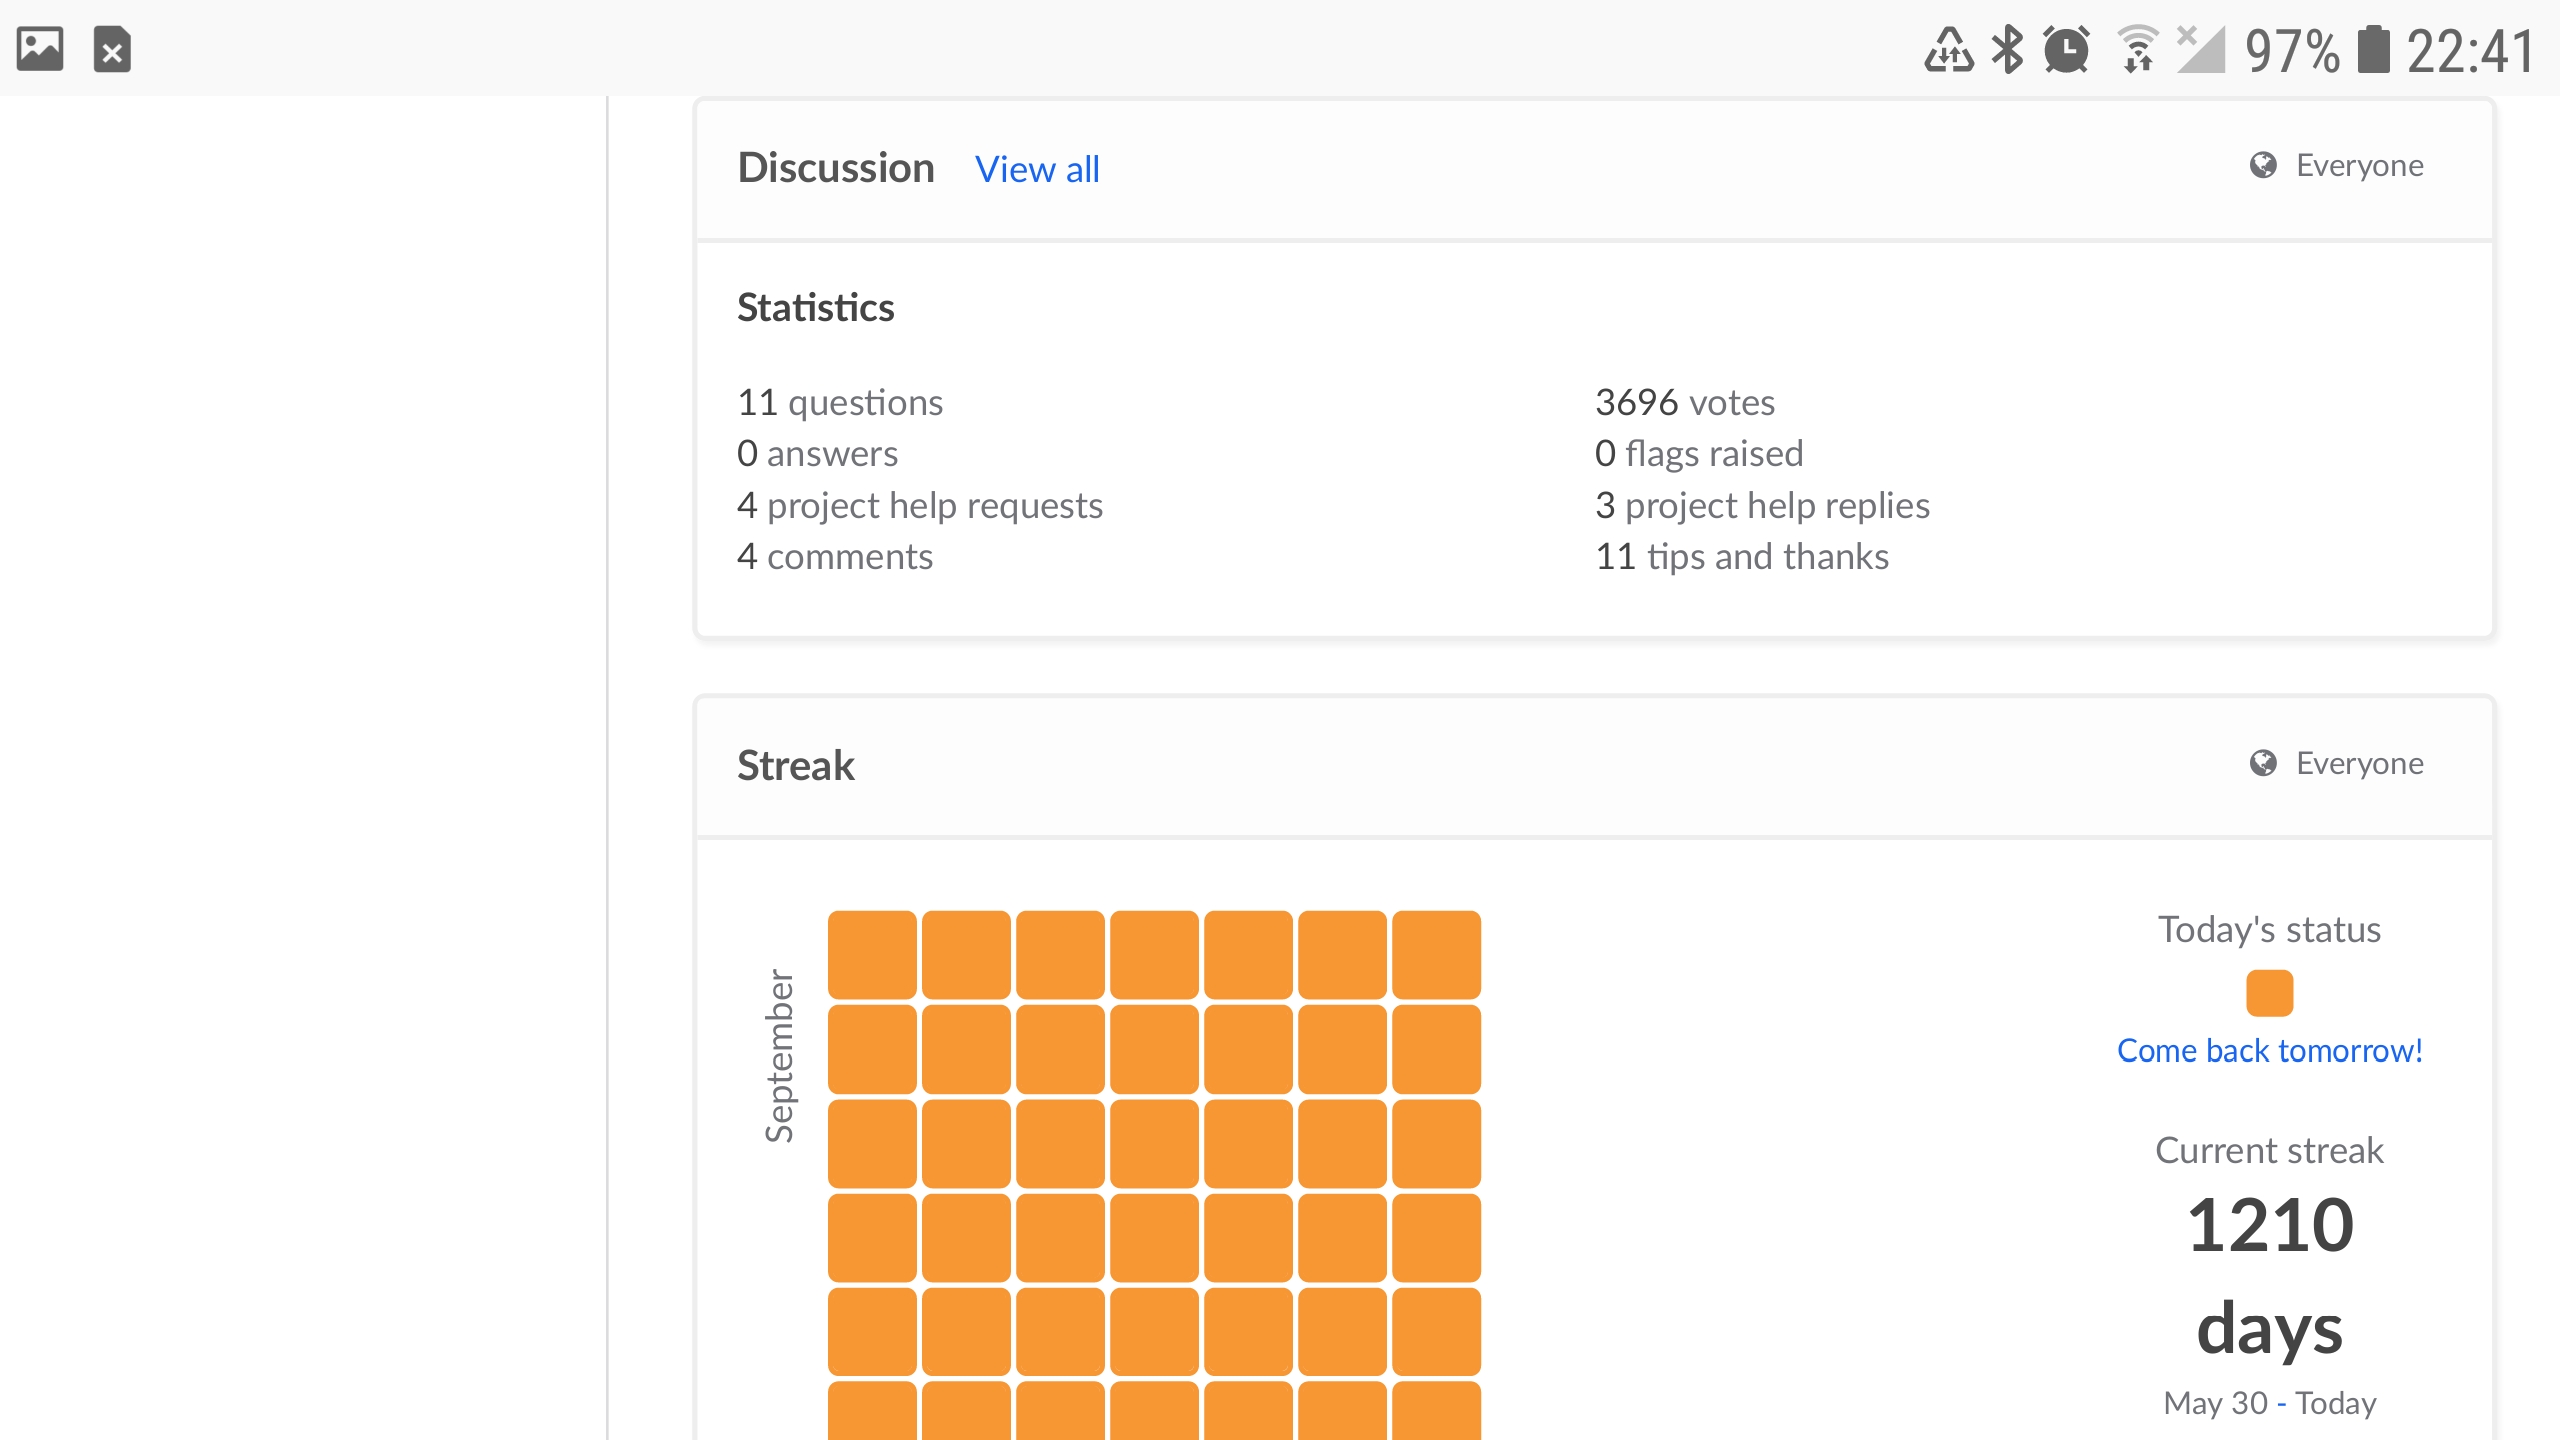 97% 22:41
Discussion View all Everyone
Statistics
11 questions
0 answers
4 project help requests
4 comments
3696 votes
0 flags raised
3 project help replies
11 tips and thanks
Streak Everyone
September
Today's status
Come back tomorrow!
Current streak
1210
days
May 30 - Today